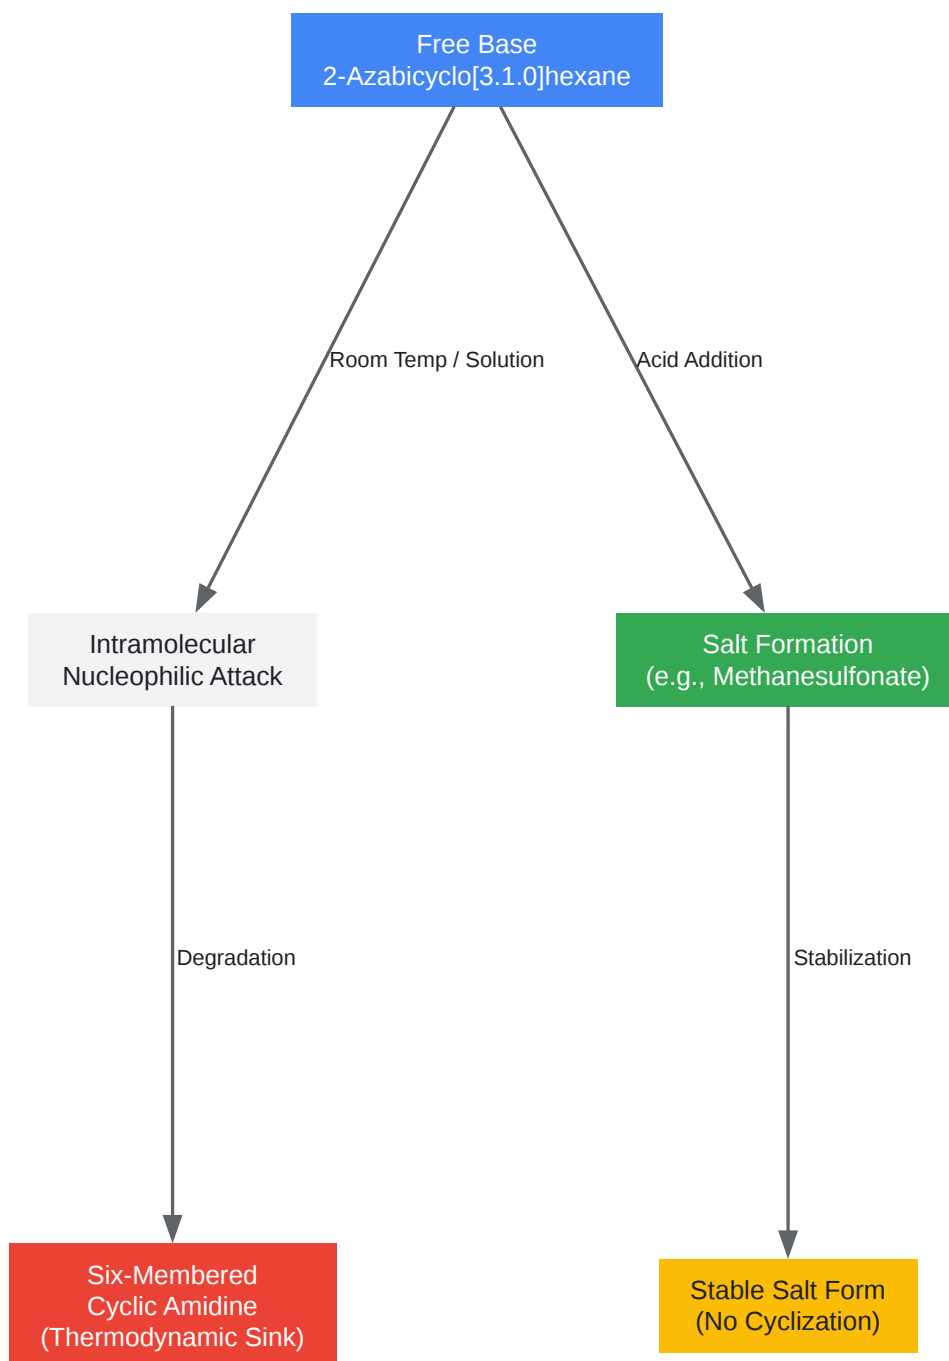 Free Base
2-Azabicyclo[3.1.0]hexane
Room Temp / Solution
Acid Addition
Intramolecular
Nucleophilic Attack
Salt Formation
(e.g., Methanesulfonate)
Degradation
Stabilization
Six-Membered
Cyclic Amidine
(Thermodynamic Sink)
Stable Salt Form
(No Cyclization)